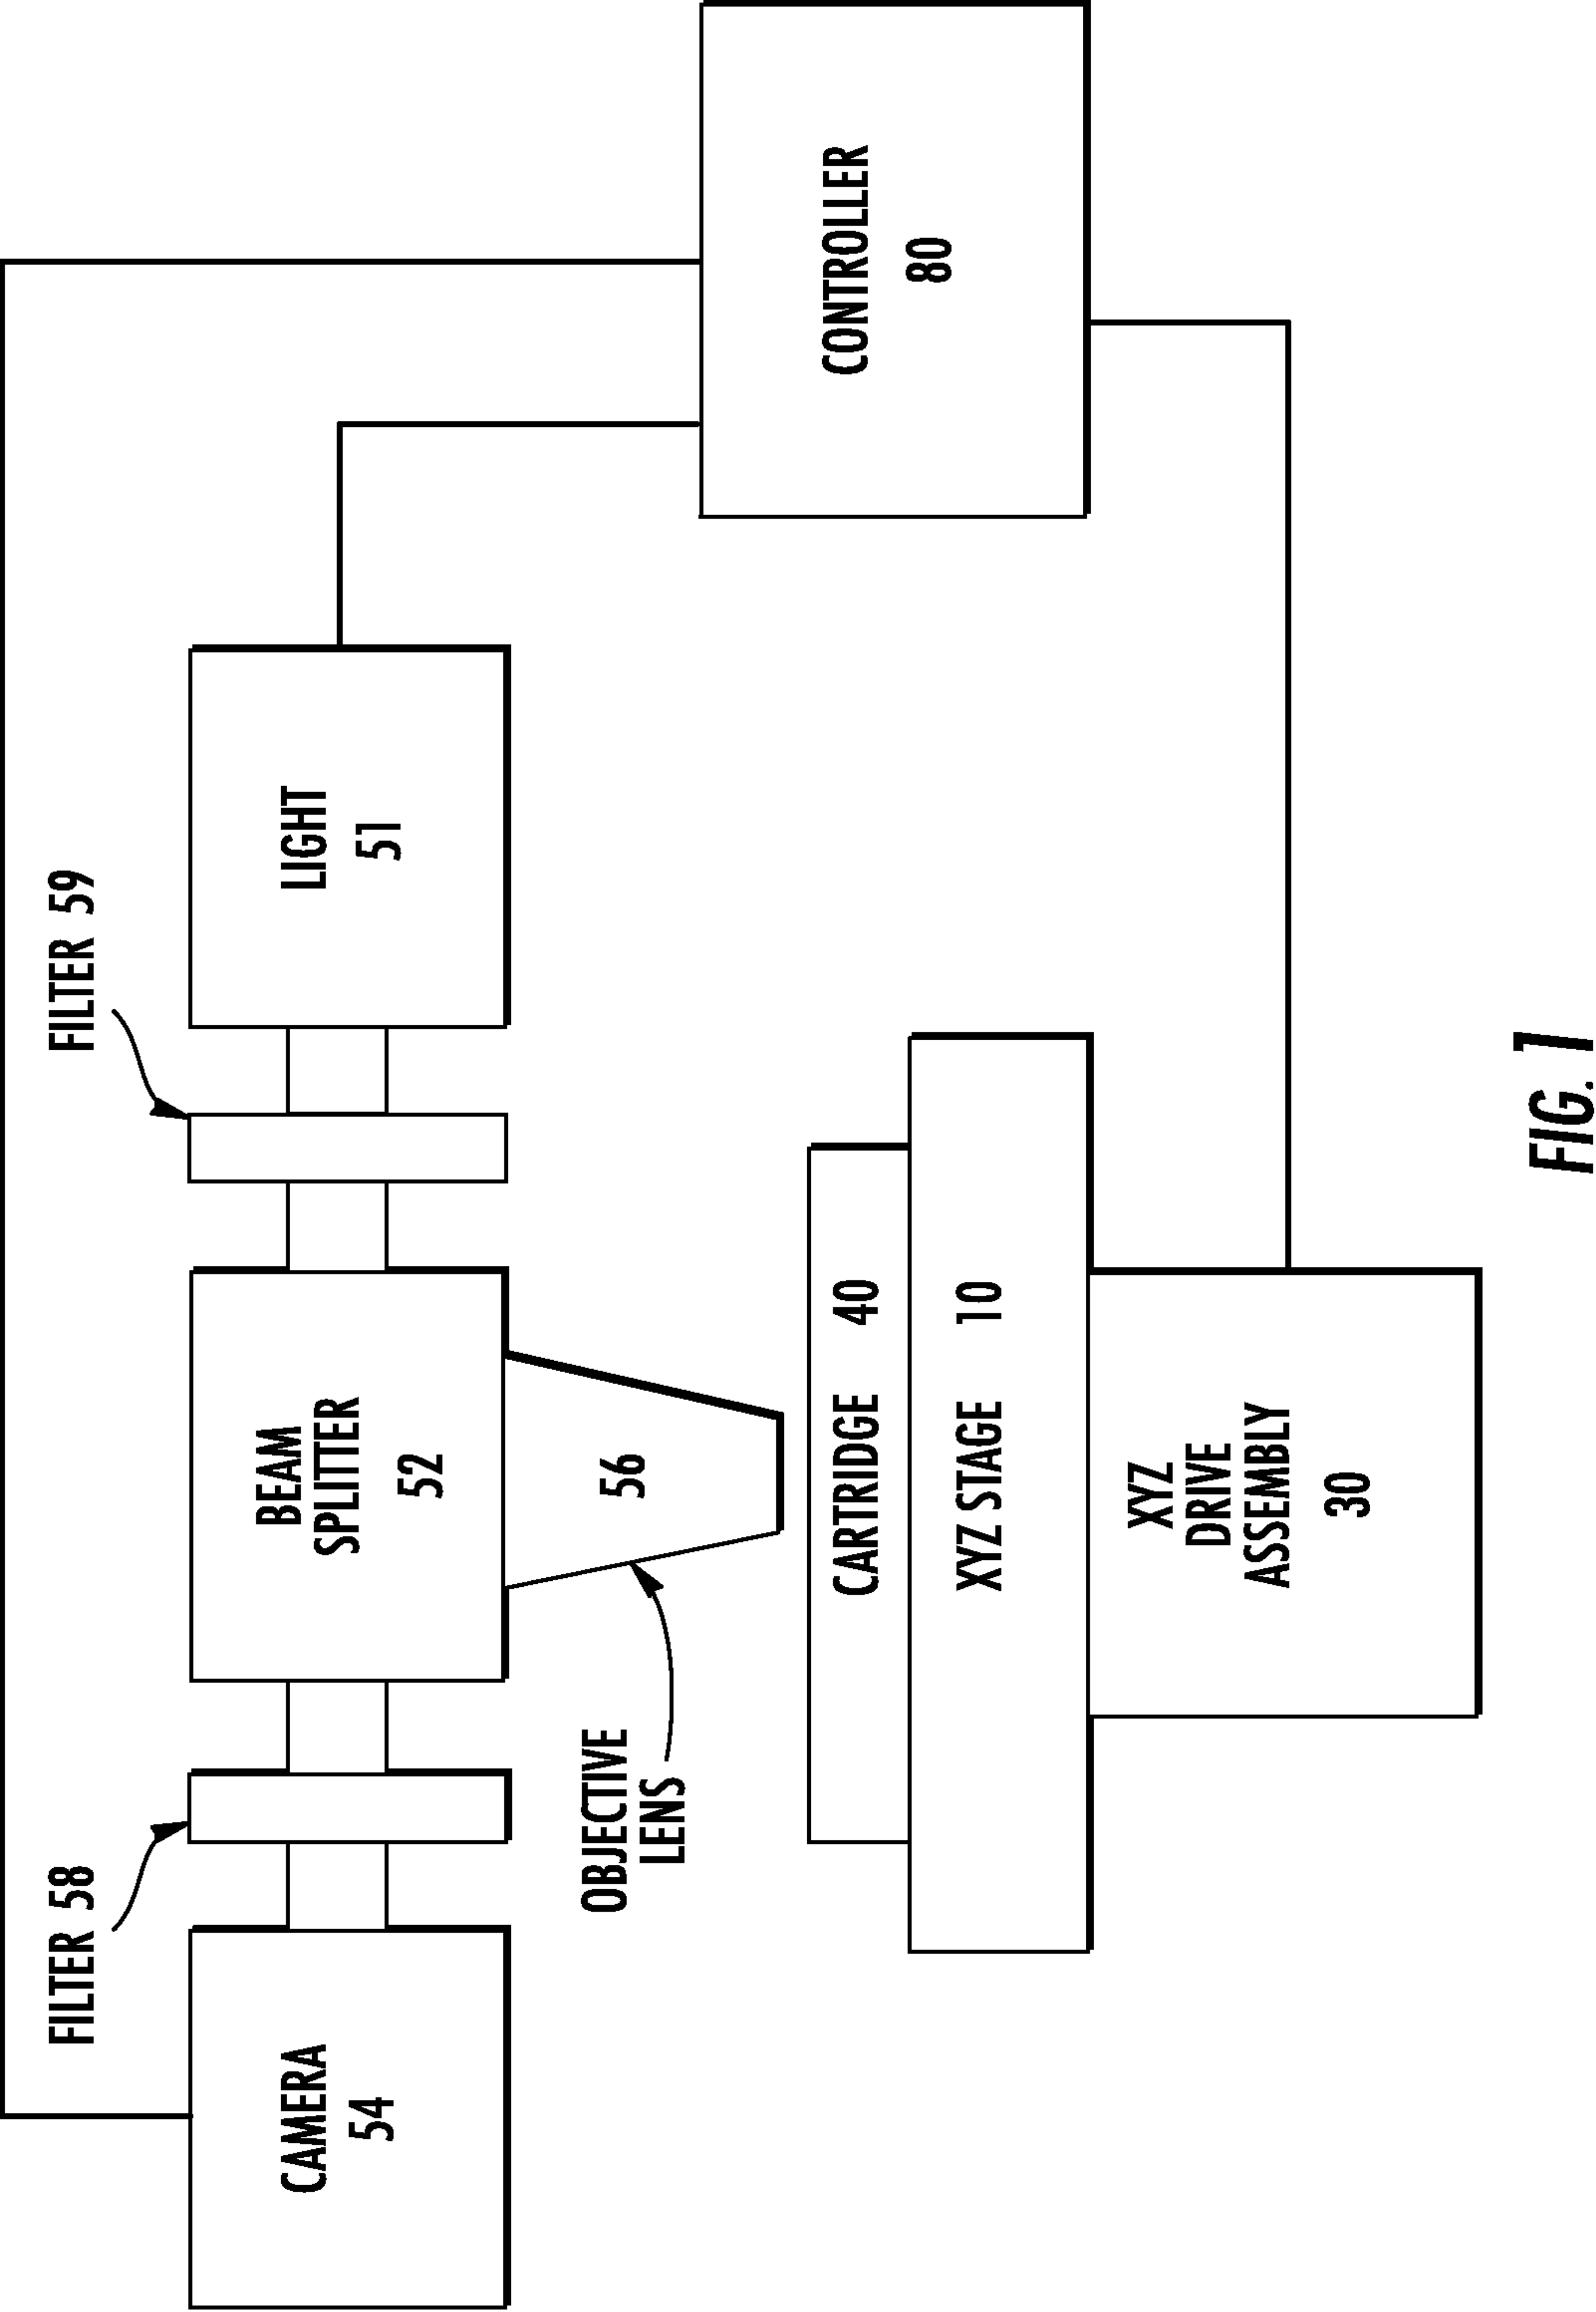 FILTER 58
FILTER 59
CAMERA
54
BEAM
SPLITTER
52
LIGHT
51
OBJECTIVE
LENS
56
CONTROLLER
80
CARTRIDGE 40
XYZ STAGE 10
XYZ
DRIVE
ASSEMBLY
30
FIG. 1